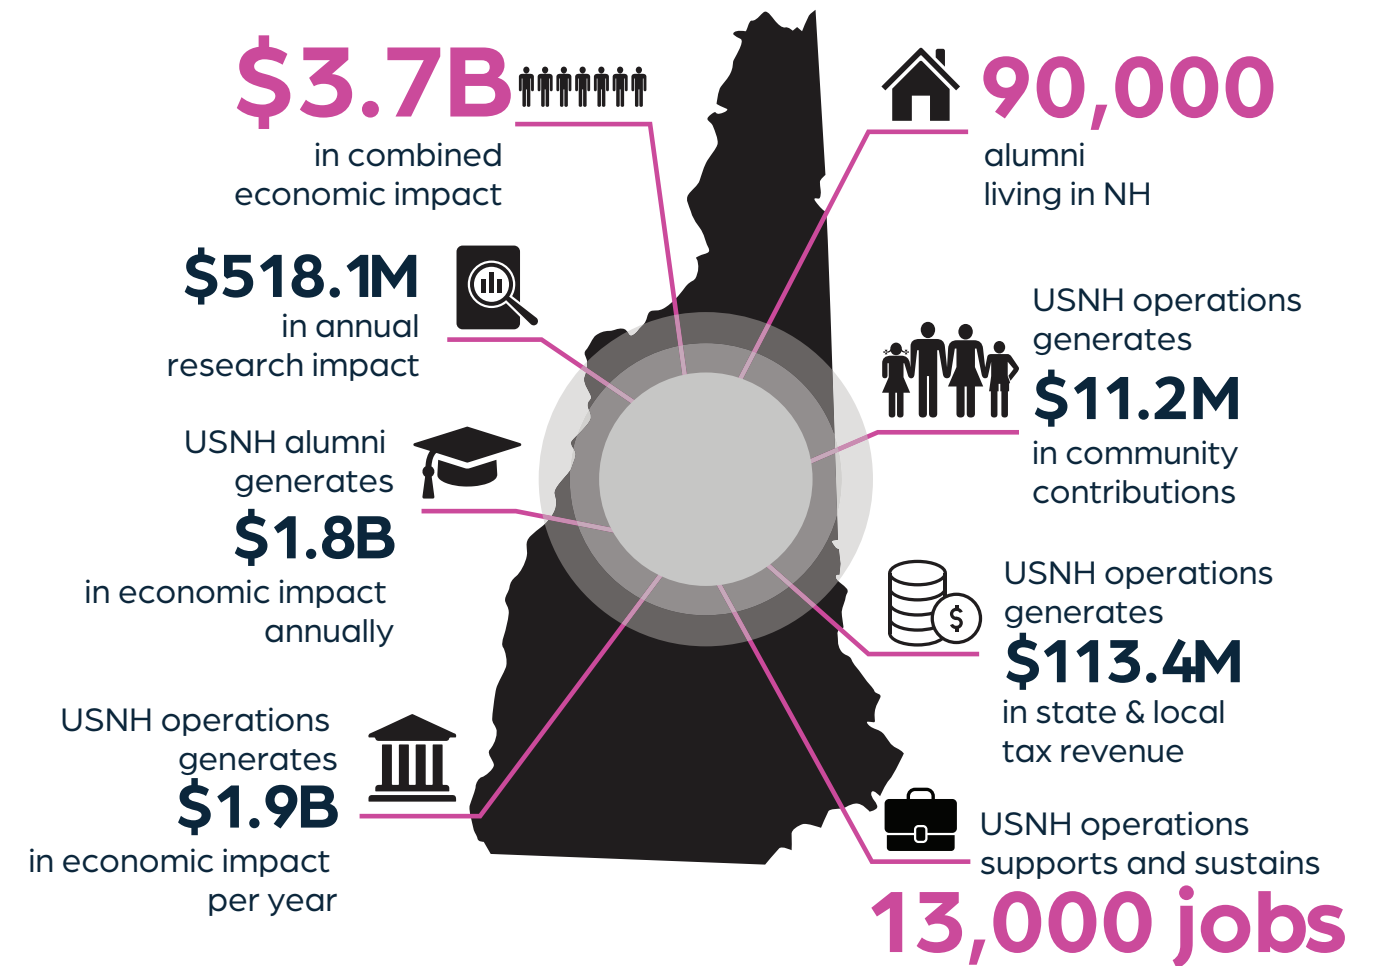 $3.7B
in combined
economic impact
$518.1M
in annual
research impact
USNH alumni
generates
$1.8B
in economic impact
annually
USNH operations
generates
$1.9B
in economic impact
per year
90,000
alumni
living in NH
USNH operations
generates
$11.2M
in community
contributions
$
USNH operations
generates
$113.4M
in state & local
tax revenue
USNH operations
supports and sustains
13,000 jobs